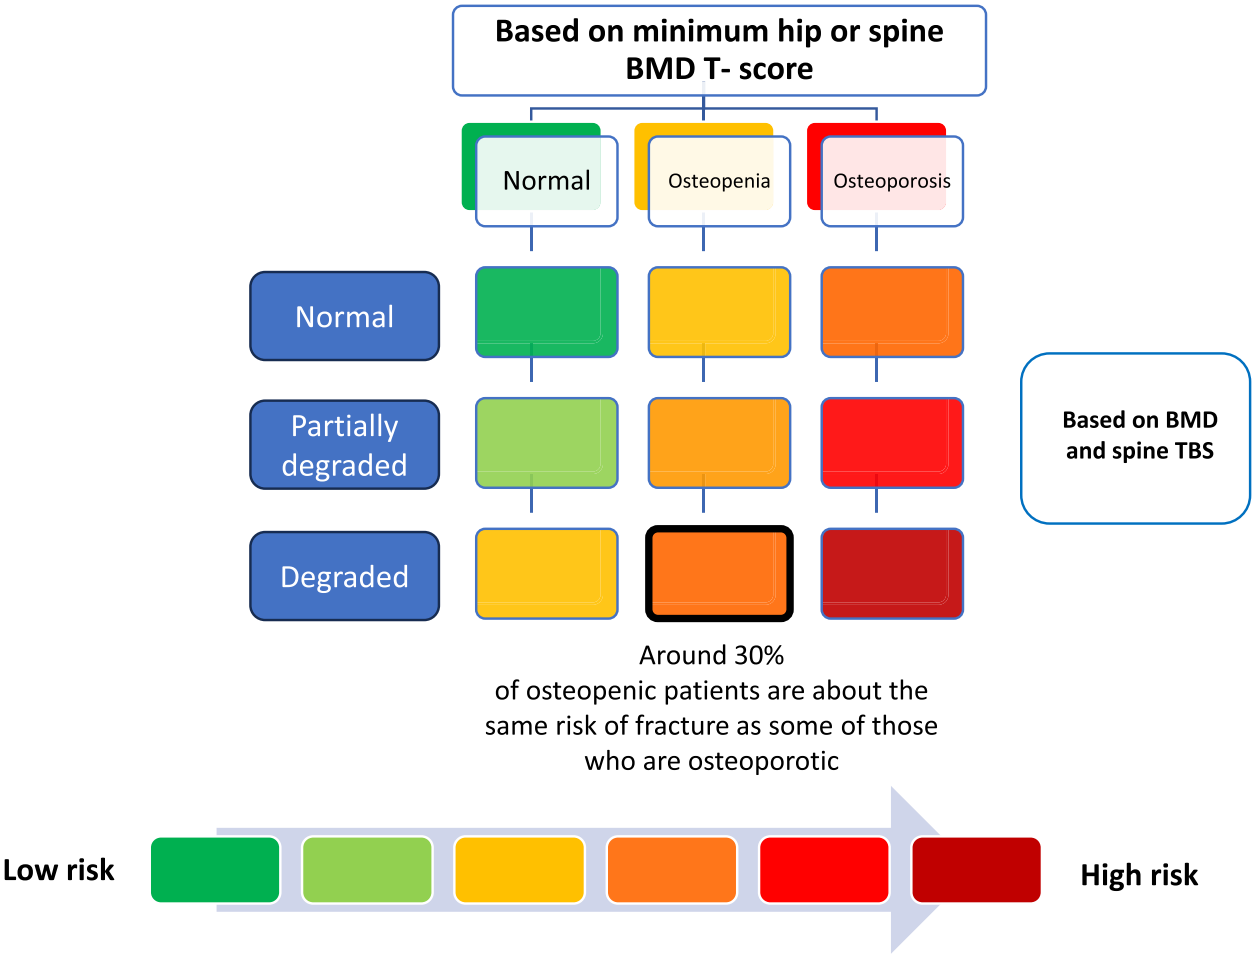 Based on minimum hip or spine
BMD T- score
Normal
Osteopenia
Osteoporosis
Normal
Partially
degraded
Based on BMD
and spine TBS
Degraded
Around 30%
of osteopenic patients are about the
same risk of fracture as some of those
who are osteoporotic
Low risk
High risk